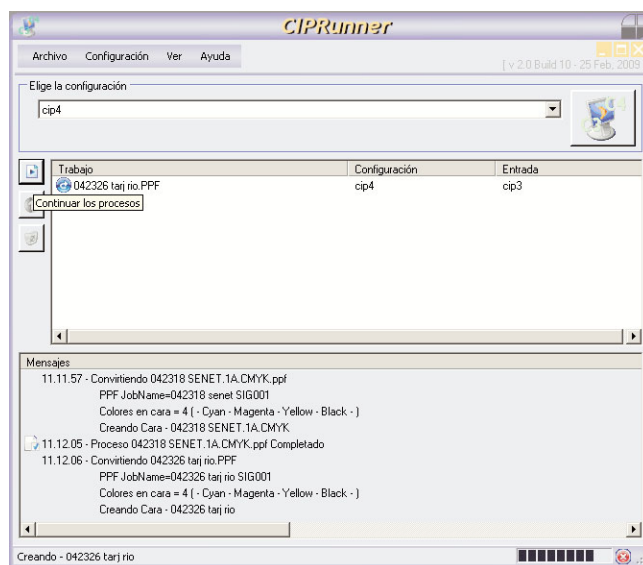 CIPRunner
Archivo Configuración Ver Ayuda
[ v 2.0 Build 10 - 25 Feb. 2009
Elige la configuración
cip4
Trabajo Configuración Entrada
042326 tarj rio.PPF cip4 cip3
Continuar los procesos
Mensajes
11.11.57 - Convirtiendo 042318 SENET.1A.CMYK.ppf
PPF JobName=042318 senet SIG001
Colores en cara = 4 ( - Cyan - Magenta - Yellow - Black - )
Creando Cara - 042318 SENET.1A.CMYK
11.12.05 - Proceso 042318 SENET.1A.CMYK.ppf Completado
11.12.06 - Convirtiendo 042326 tarj rio.PPF
PPF JobName=042326 tarj rio SIG001
Colores en cara = 4 ( - Cyan - Magenta - Yellow - Black - )
Creando Cara - 042326 tarj rio
Creando - 042326 tarj rio